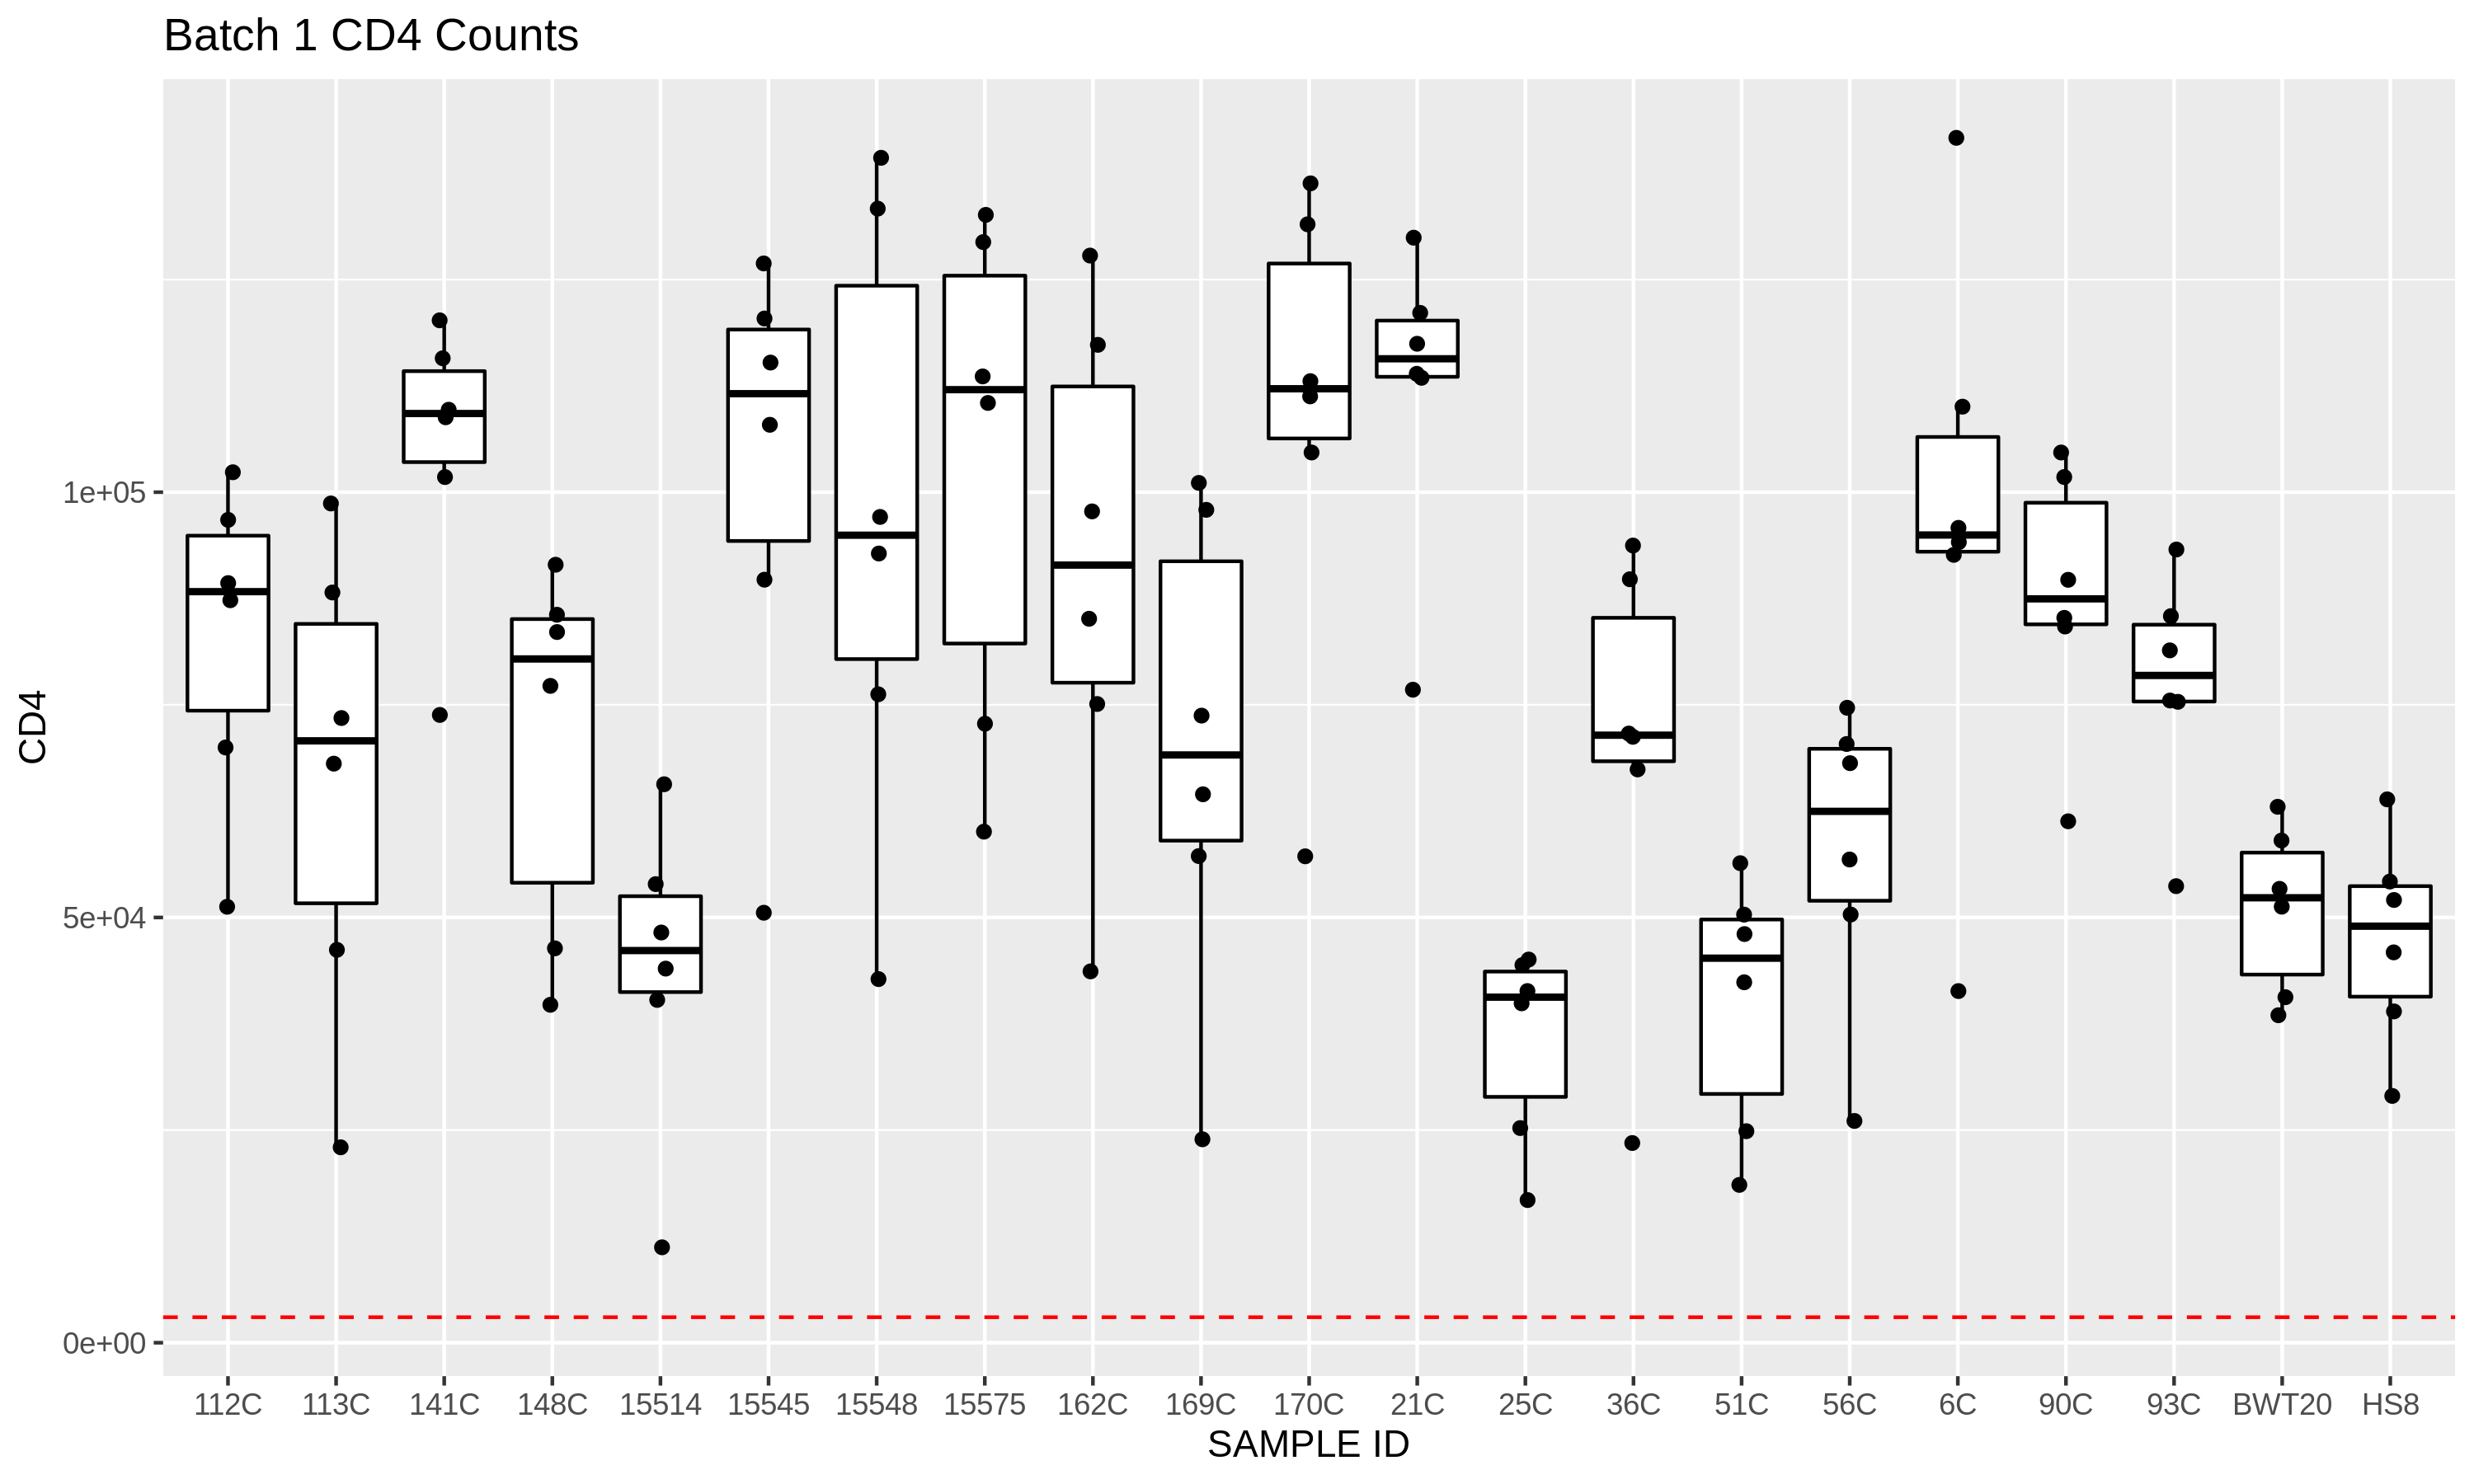 Batch 1 CD4 Counts
CD4
1e+05
5e+04
0e+00
112C 113C 141C 148C 15514 15545 15548 15575 162C 169C 170C 21C 25C 36C 51C 56C 6C 90C 93C BWT20 HS8
SAMPLE ID